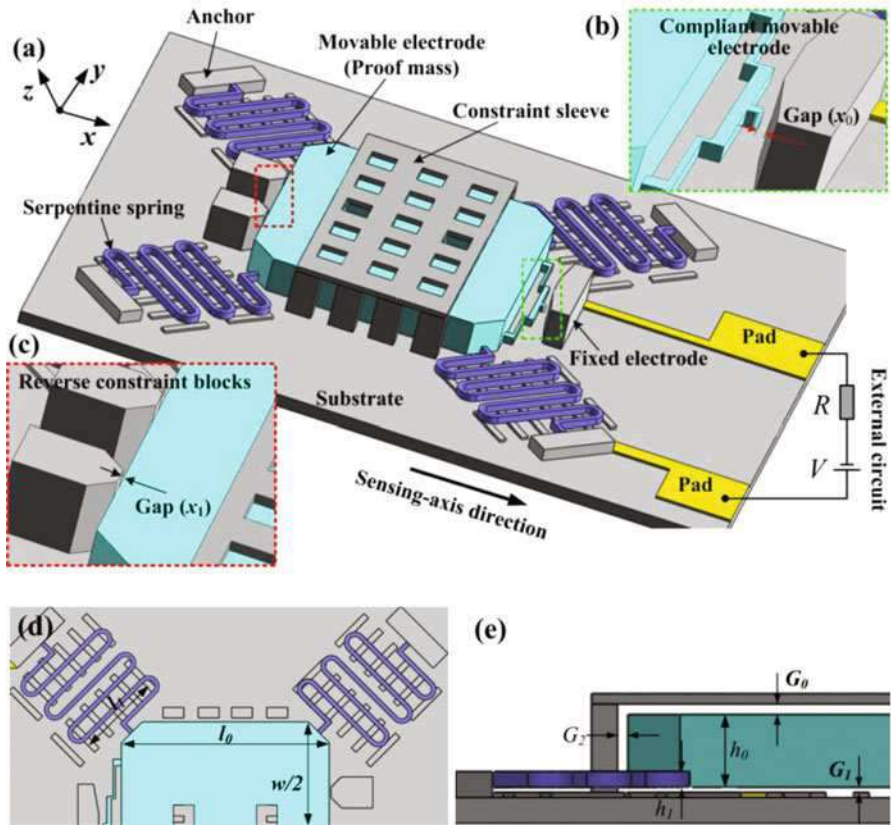 (a)
z
y
x
Anchor
Movable electrode
(Proof mass)
Constraint sleeve
Serpentine spring
Substrate
Sensing-axis direction
Fixed electrode
Pad
Pad
R
V
External circuit
(b)
Compliant movable
electrode
Gap (x0)
(c)
Reverse constraint blocks
Gap (x1)
(d)
l0
w/2
(e)
G0
G2
h0
G1
h1